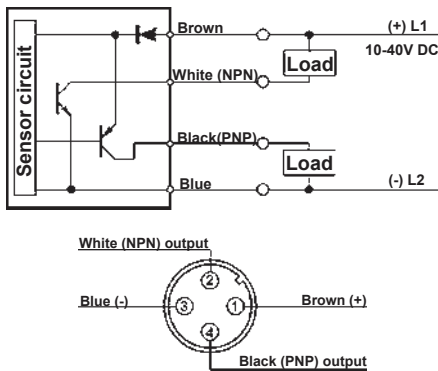 Brown
(+) L1
10-40V DC
Load
White (NPN)
Sensor circuit
Black(PNP)
Load
Blue
(-) L2
White (NPN) output
2
Blue (-)
3
1
Brown (+)
4
Black (PNP) output